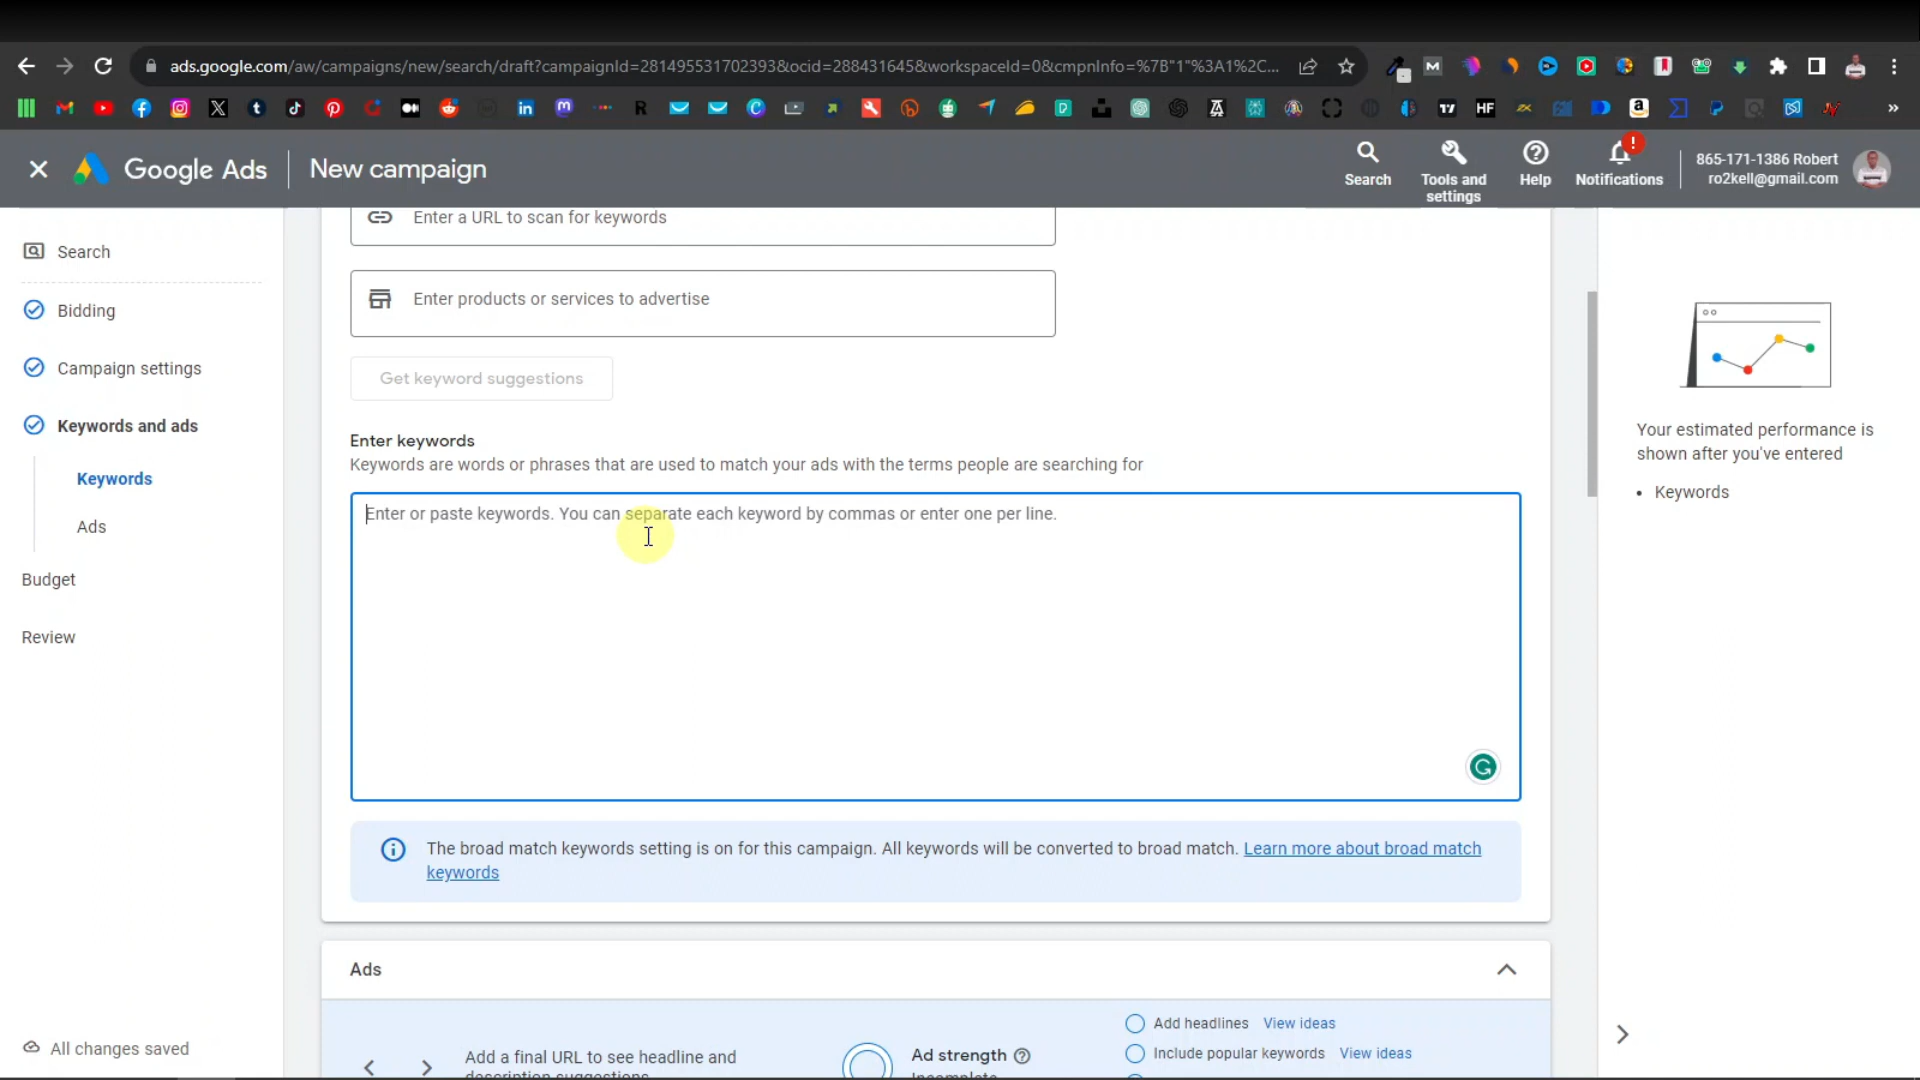 ads.google.com/aw/campaigns/new/search/draft?campaignId=281495531702393&ocid=288431645&workspaceId=0&cmpnInfo=%7B"1"%3A1%2C...
Google Ads
New campaign
Search
Tools and settings
Help
Notifications
865-171-1386 Robert
ro2kell@gmail.com
Search
Bidding
Campaign settings
Keywords and ads
Keywords
Ads
Budget
Review
All changes saved
Enter a URL to scan for keywords
Enter products or services to advertise
Get keyword suggestions
Enter keywords
Keywords are words or phrases that are used to match your ads with the terms people are searching for
Enter or paste keywords. You can separate each keyword by commas or enter one per line.
The broad match keywords setting is on for this campaign. All keywords will be converted to broad match. Learn more about broad match
keywords
Ads
Add a final URL to see headline and
description suggestions
Ad strength
Incomplete
Add headlines View ideas
Include popular keywords View ideas
Your estimated performance is
shown after you've entered
• Keywords